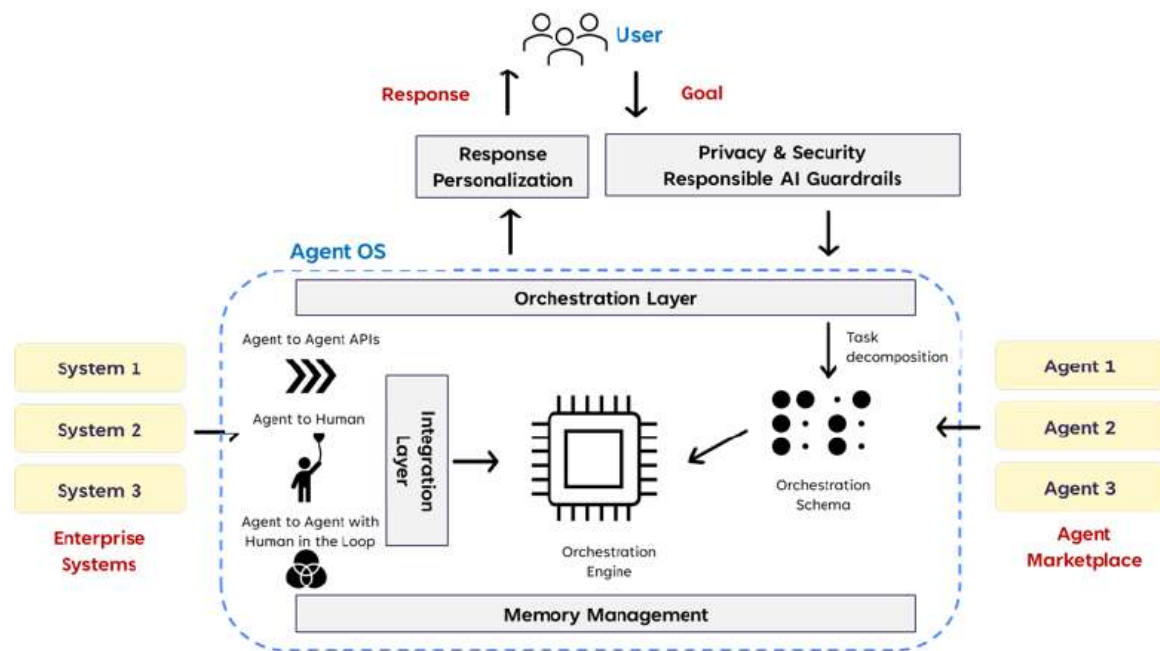 User
Response
Goal
Response
Personalization
Privacy & Security
Responsible AI Guardrails
Agent OS
Orchestration Layer
Agent to Agent APIs
Task
decomposition
System 1
System 2
System 3
Enterprise
Systems
Agent to Human
Agent to Agent with
Human in the Loop
Integration
Layer
Orchestration
Engine
Orchestration
Schema
Agent 1
Agent 2
Agent 3
Agent
Marketplace
Memory Management